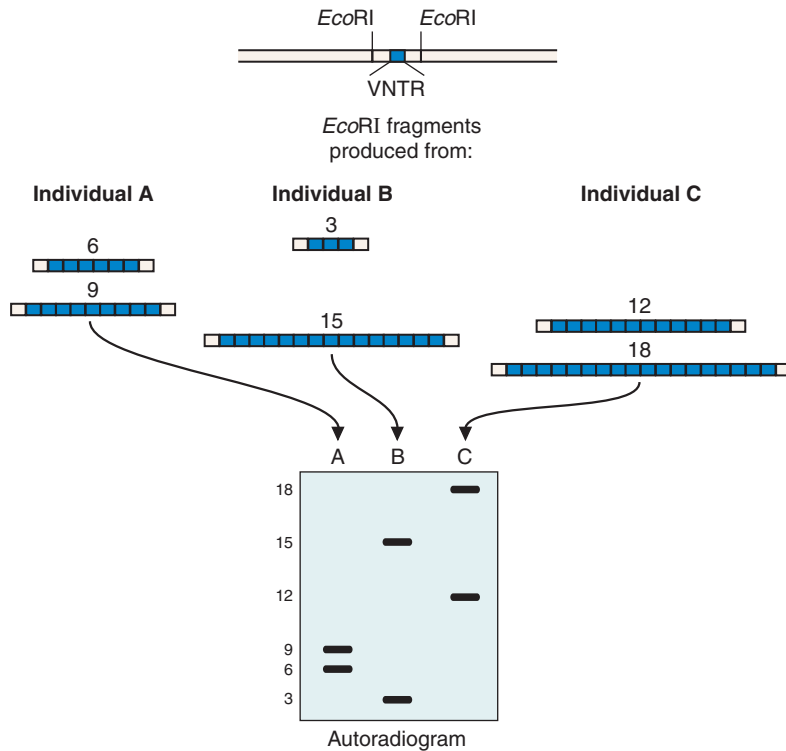 EcoRI EcoRI
VNTR
EcoRI fragments
produced from:
Individual A Individual B Individual C
3
6
9
15
12
18
A B C
18
15
12
9
6
3
Autoradiogram